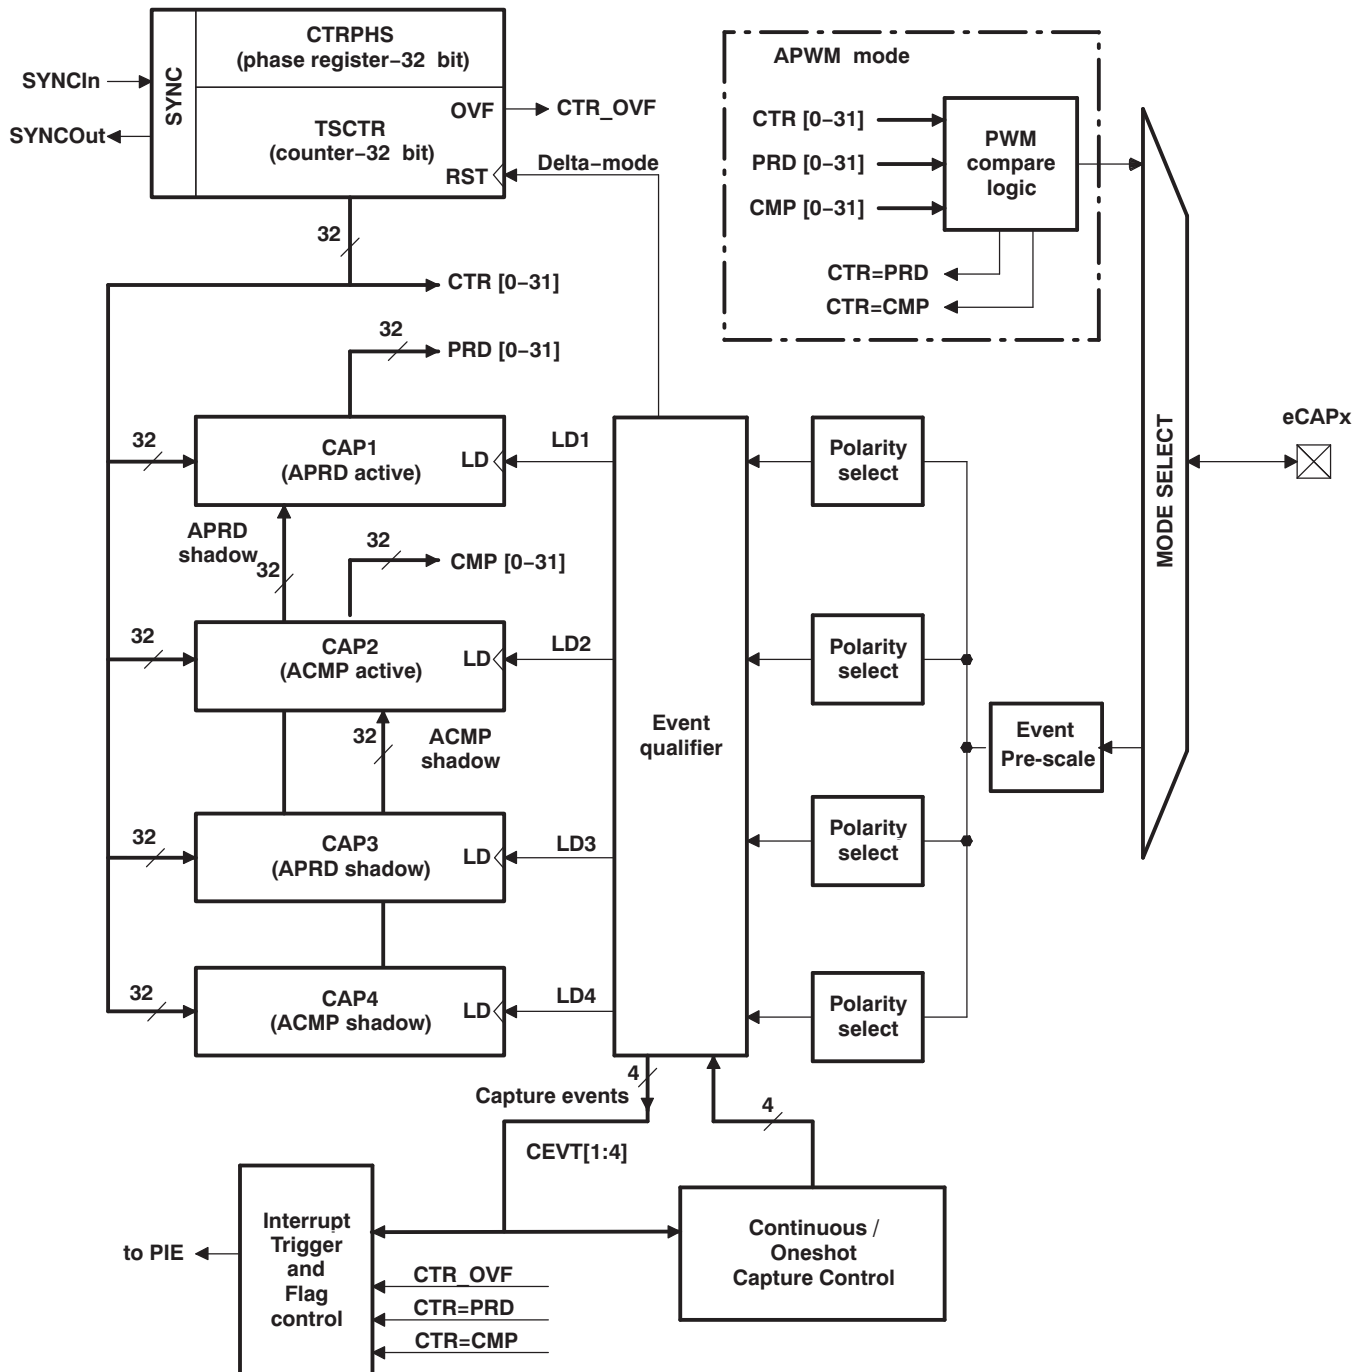 CTRPHS
(phase register−32 bit)
SYNC
SYNCIn
SYNCOut
OVF
CTR_OVF
TSCTR
(counter−32 bit)
RST
Delta−mode
32
CTR [0−31]
32
PRD [0−31]
APWM mode
CTR [0−31]
PRD [0−31]
CMP [0−31]
PWM
compare
logic
CTR=PRD
CTR=CMP
MODE SELECT
eCAPx
32
CAP1
(APRD active)
LD
LD1
Polarity
select
APRD
shadow
32
32
CMP [0−31]
32
CAP2
(ACMP active)
LD
LD2
Polarity
select
32
ACMP
shadow
Event
qualifier
Event
Pre-scale
32
CAP3
(APRD shadow)
LD
LD3
Polarity
select
32
CAP4
(ACMP shadow)
LD
LD4
Polarity
select
4
Capture events
4
CEVT[1:4]
Interrupt
Trigger
and
Flag
control
to PIE
CTR_OVF
CTR=PRD
CTR=CMP
Continuous /
Oneshot
Capture Control